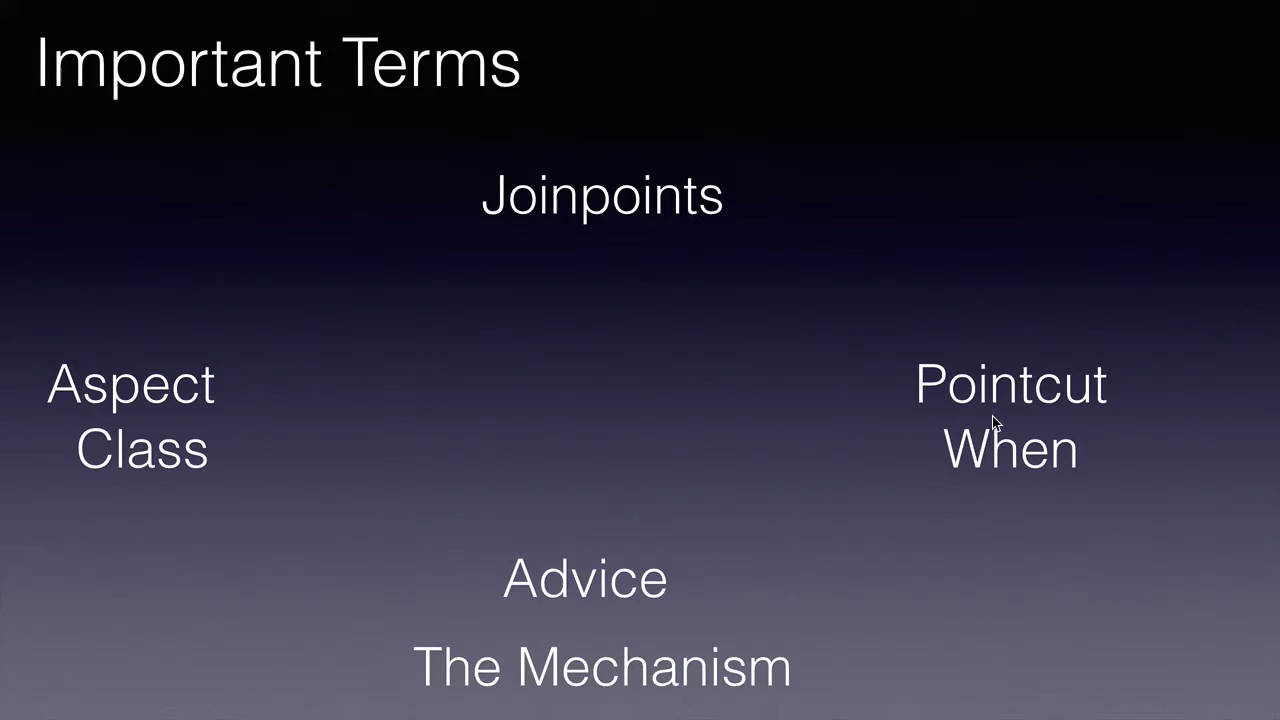 Important Terms
Joinpoints
Aspect
Class
Pointcut
When
Advice
The Mechanism